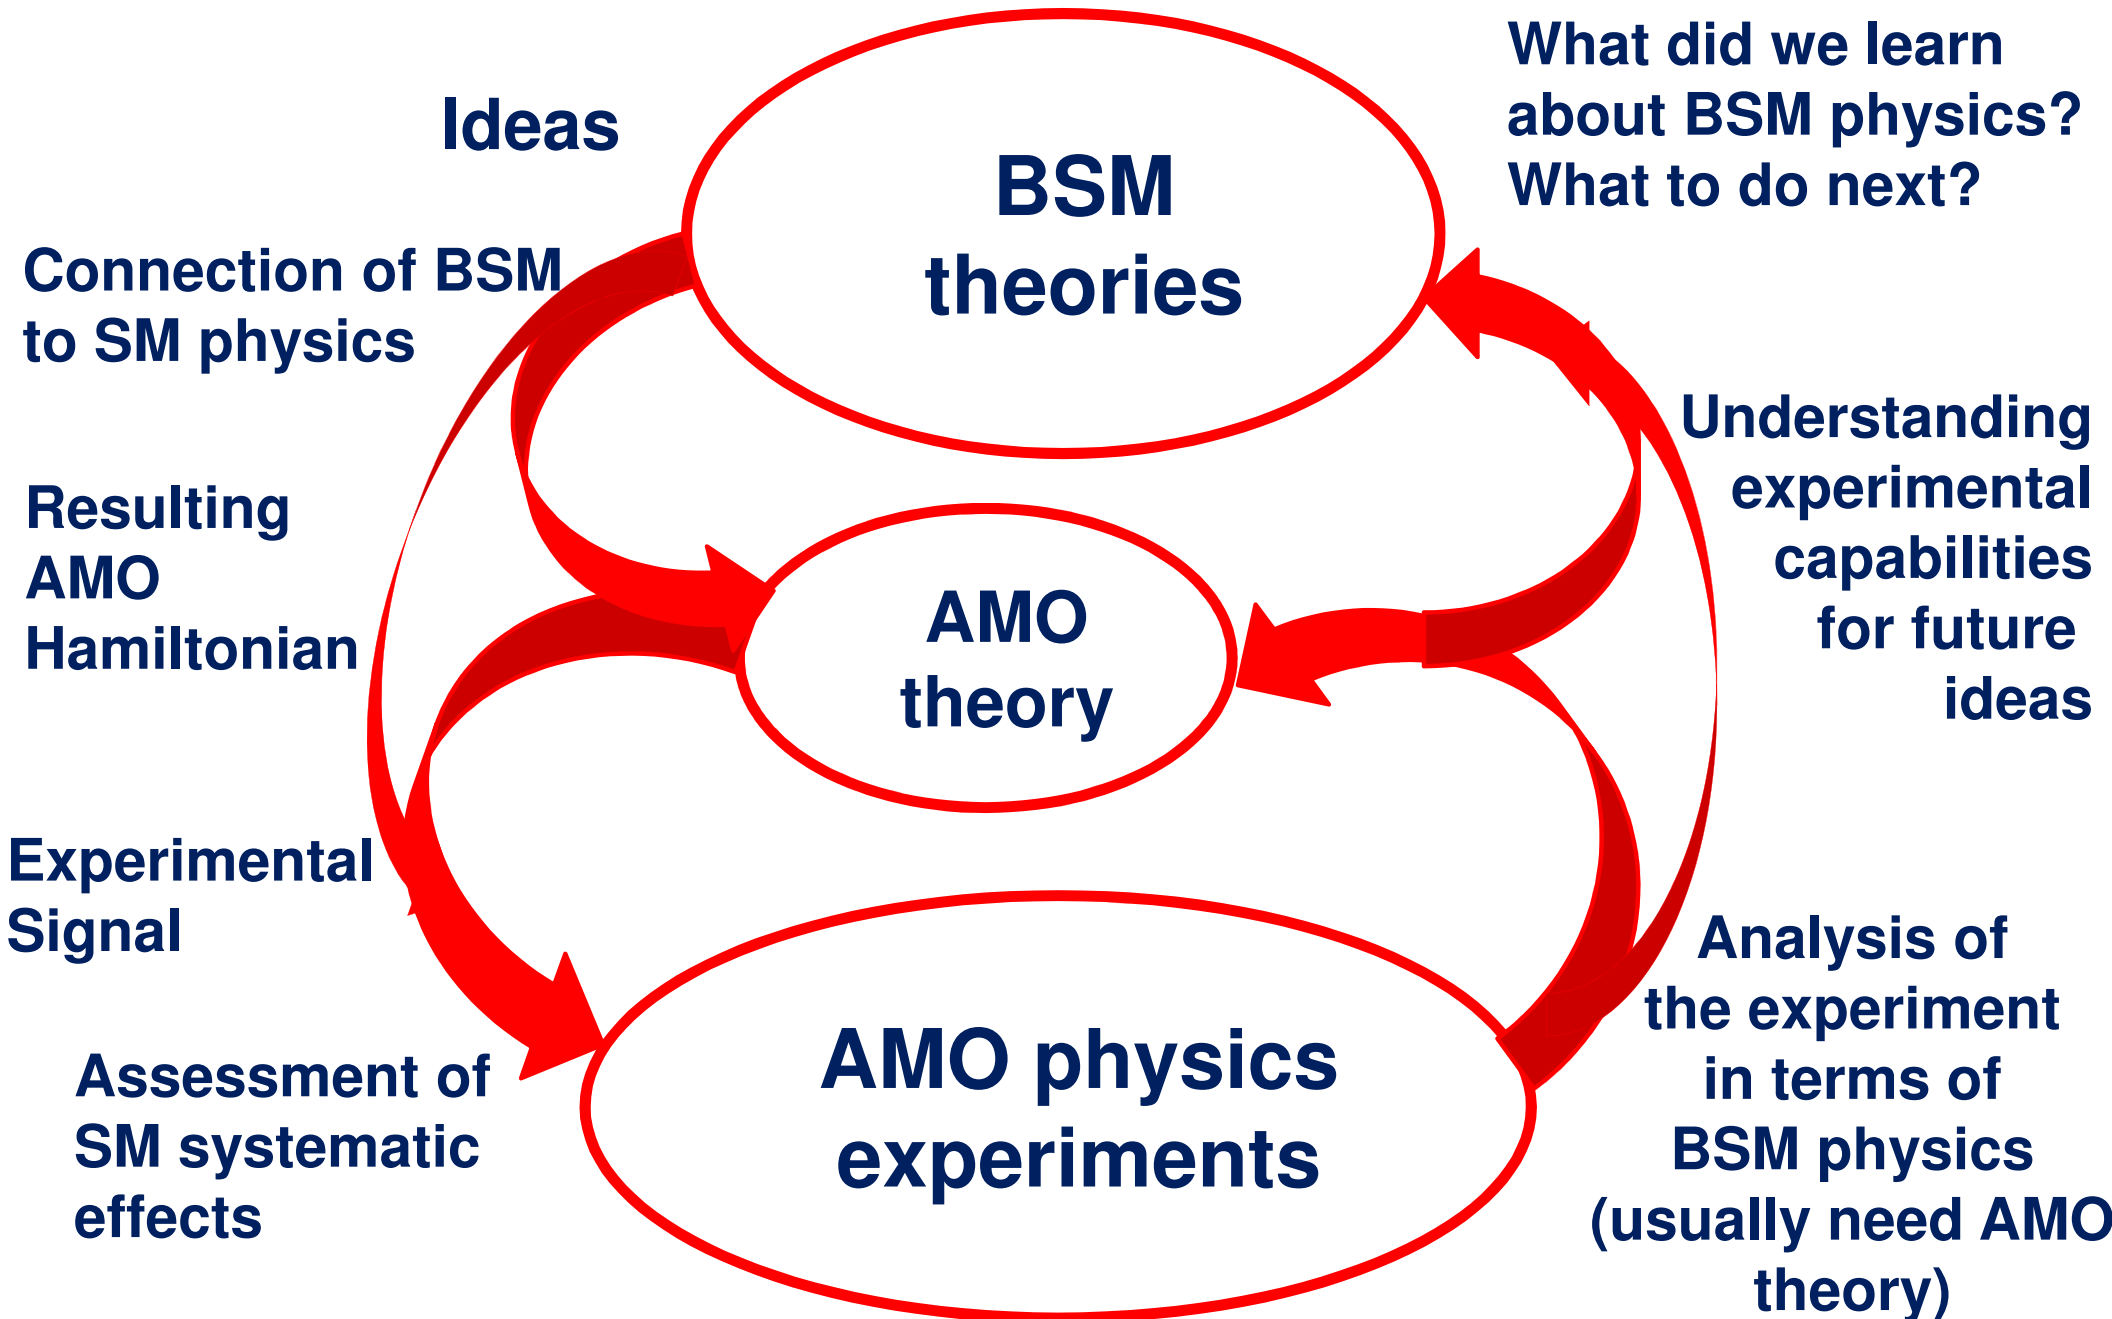 Ideas
BSM
theories
What did we learn
about BSM physics?
What to do next?
Connection of BSM
to SM physics
Understanding
experimental
capabilities
for future
ideas
Resulting
AMO
Hamiltonian
AMO
theory
Experimental
Signal
Assessment of
SM systematic
effects
AMO physics
experiments
Analysis of
the experiment
in terms of
BSM physics
(usually need AMO
theory)